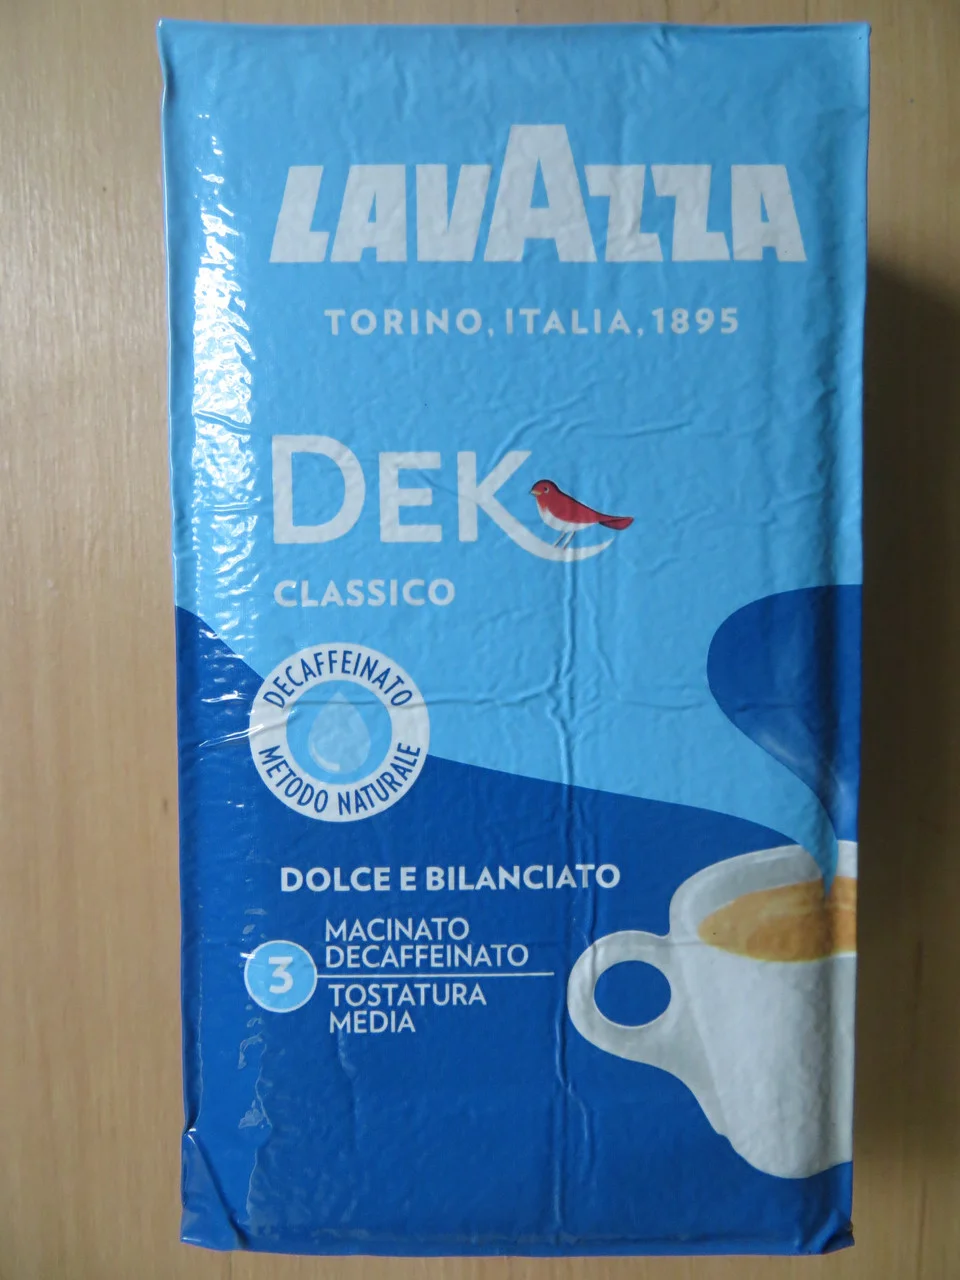 LAVAZZA
TORINO, ITALIA, 1895
DEK
CLASSICO
DECAFFEINATO
METODO NATURALE
DOLCE E BILANCIATO
3
MACINATO
DECAFFEINATO
TOSTATURA
MEDIA